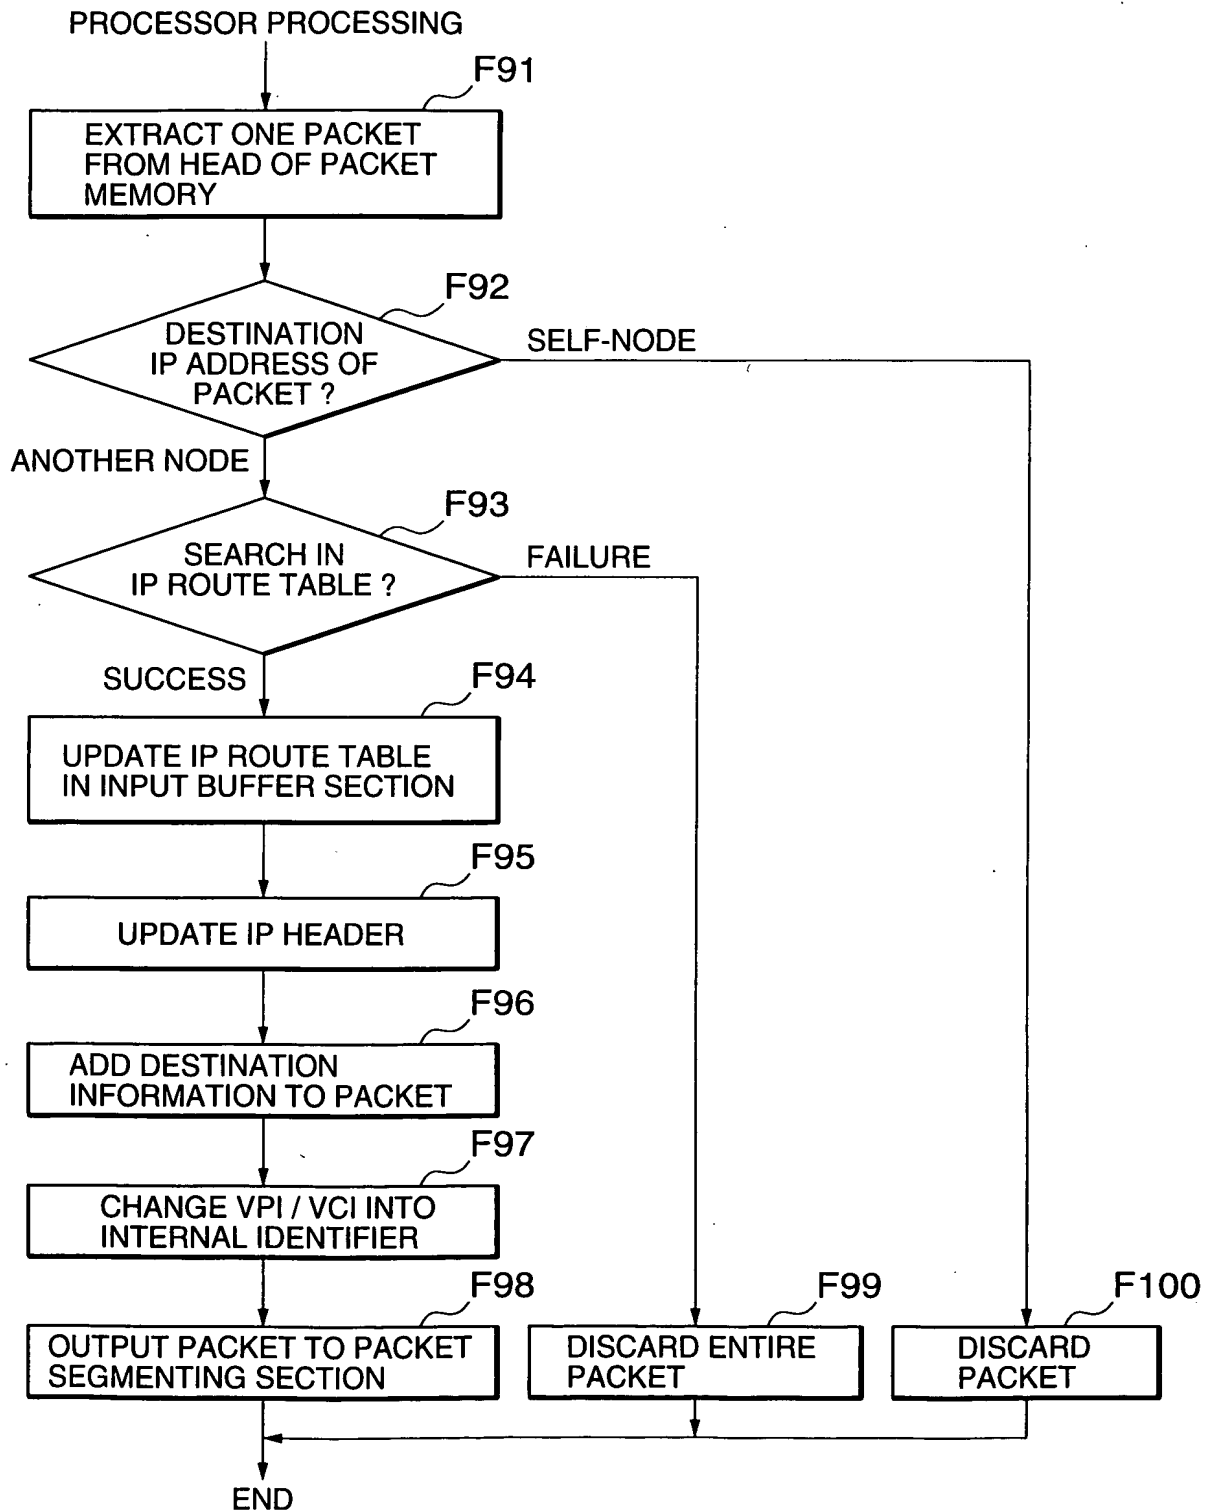 PROCESSOR PROCESSING
F91
EXTRACT ONE PACKET
FROM HEAD OF PACKET
MEMORY
F92
DESTINATION
IP ADDRESS OF
PACKET ?
SELF-NODE
ANOTHER NODE
F93
SEARCH IN
IP ROUTE TABLE ?
FAILURE
SUCCESS
F94
UPDATE IP ROUTE TABLE
IN INPUT BUFFER SECTION
F95
UPDATE IP HEADER
F96
ADD DESTINATION
INFORMATION TO PACKET
F97
CHANGE VPI / VCI INTO
INTERNAL IDENTIFIER
F98
OUTPUT PACKET TO PACKET
SEGMENTING SECTION
F99
DISCARD ENTIRE
PACKET
F100
DISCARD
PACKET
END